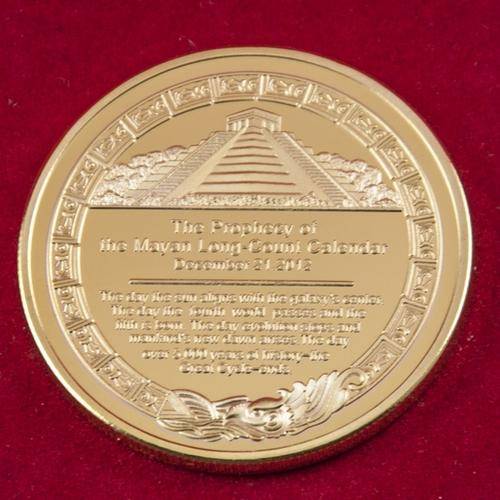 The Prophecy of
the Mayan Long-Count Calendar
December 21 2012
The day the sun aligns with the galaxy's center.
The day the fourth world passes and the
fifth is born. The day evolution stops and
mankind's new dawn arises. The day
over 5,000 years of history–the
Great Cycle–ends.